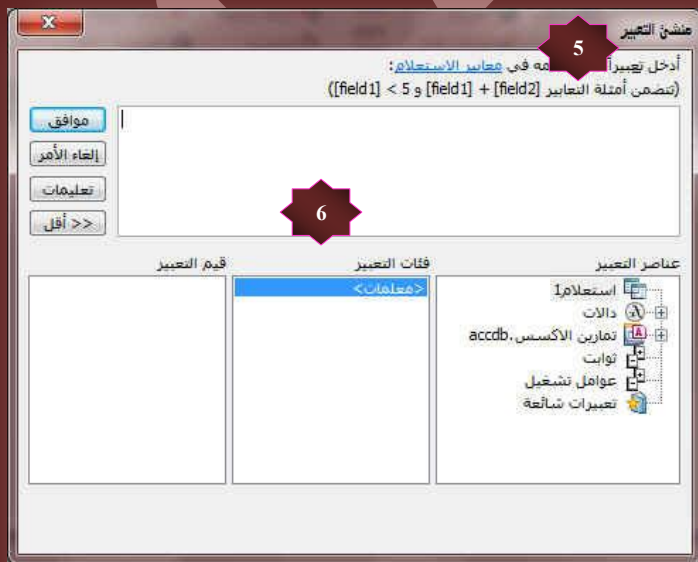 منشئ التعبير
5
أدخل تعبيرا مه في معايير الاستعلام:
(تتضمن أمثلة التعابير [field1] + [field2] و [field1] < 5)
موافق
إلغاء الأمر
تعليمات
<< أقل
6
عناصر التعبير
استعلام1
دالات
تمارين الاكسس.accdb
ثوابت
عوامل تشغيل
تعبيرات شائعة
فئات التعبير
<معلمات>
قيم التعبير